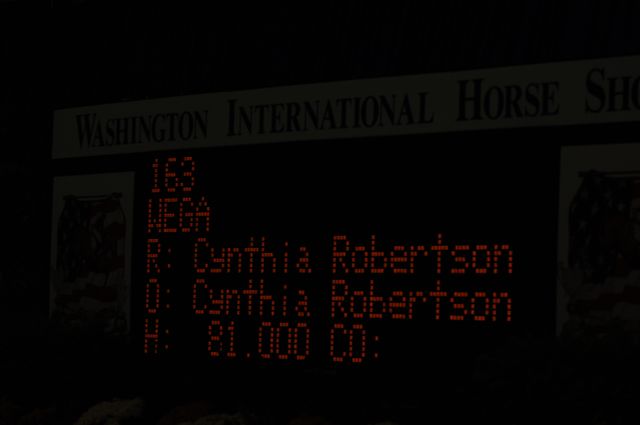 WASHINGTON INTERNATIONAL HORSE SHO
163
WEGA
R: Cynthia Robertson
O: Cynthia Robertson
H: 81.000 CO: